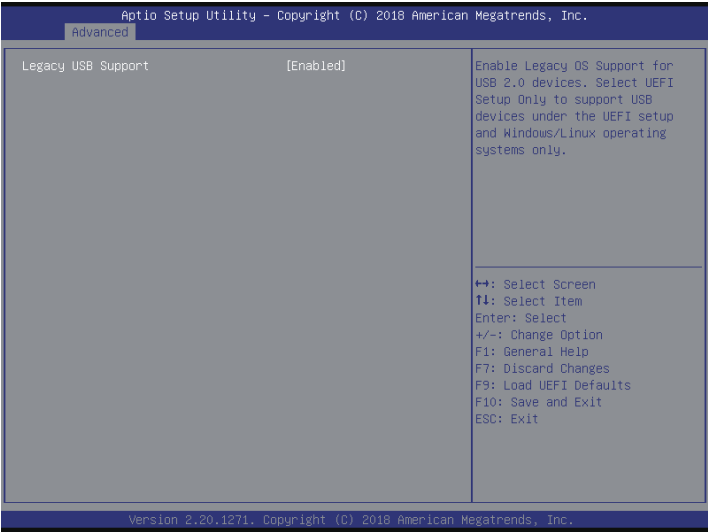 Aptio Setup Utility – Copyright (C) 2018 American Megatrends, Inc.
Advanced
Legacy USB Support [Enabled]
Enable Legacy OS Support for
USB 2.0 devices. Select UEFI
Setup Only to support USB
devices under the UEFI setup
and Windows/Linux operating
systems only.
↔: Select Screen
↑↓: Select Item
Enter: Select
+/-: Change Option
F1: General Help
F7: Discard Changes
F9: Load UEFI Defaults
F10: Save and Exit
ESC: Exit
Version 2.20.1271. Copyright (C) 2018 American Megatrends, Inc.